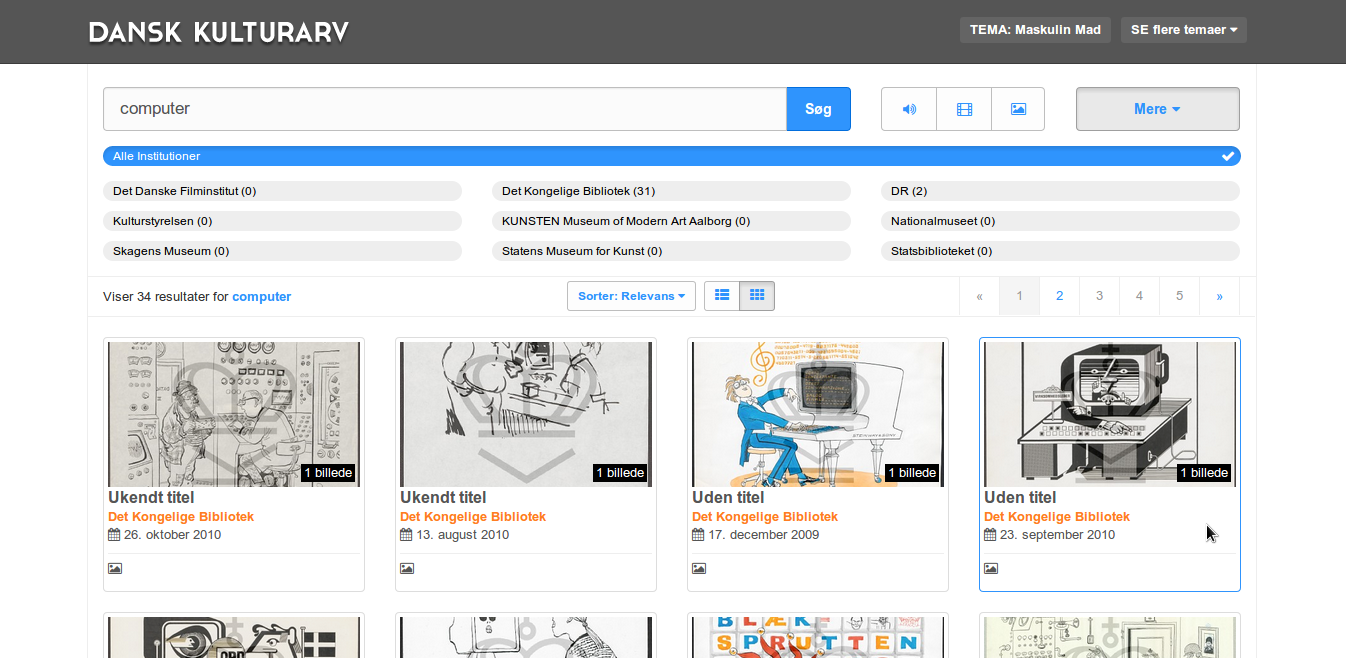 DANSK KULTURARV
TEMA: Maskulin Mad
SE flere temaer
computer
Søg
Mere
Alle Institutioner
Det Danske Filminstitut (0)
Det Kongelige Bibliotek (31)
DR (2)
Kulturstyrelsen (0)
KUNSTEN Museum of Modern Art Aalborg (0)
Nationalmuseet (0)
Skagens Museum (0)
Statens Museum for Kunst (0)
Statsbiblioteket (0)
Viser 34 resultater for computer
Sorter: Relevans
« 1 2 3 4 5 »
1 billede
1 billede
1 billede
1 billede
Ukendt titel
Ukendt titel
Uden titel
Uden titel
Det Kongelige Bibliotek
Det Kongelige Bibliotek
Det Kongelige Bibliotek
Det Kongelige Bibliotek
26. oktober 2010
13. august 2010
17. december 2009
23. september 2010
BLÆK
SPRUTTEN